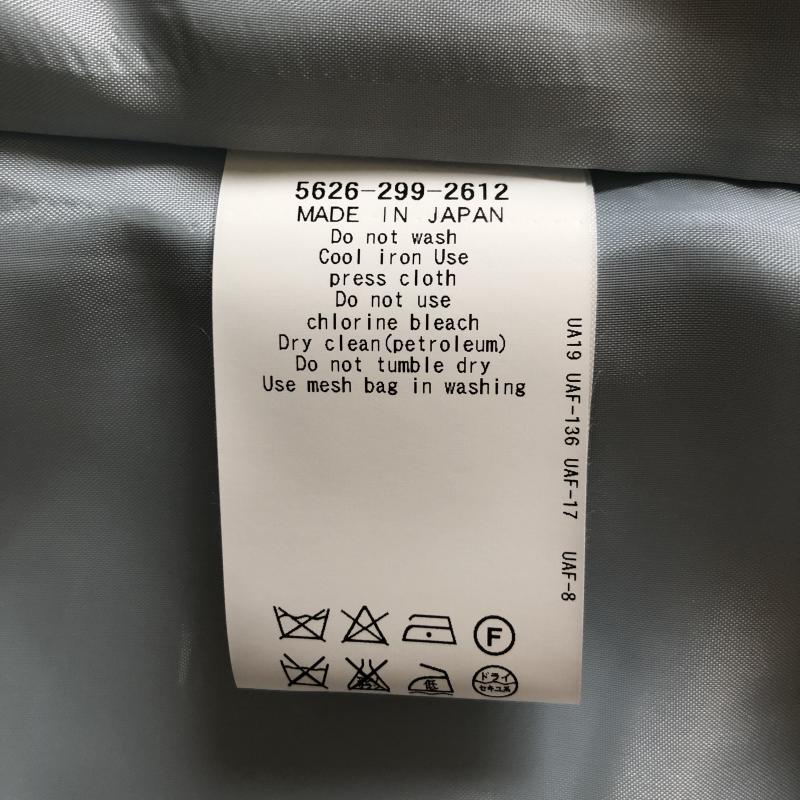 5626-299-2612
MADE IN JAPAN
Do not wash
Cool iron Use
press cloth
Do not use
chlorine bleach
Dry clean(petroleum)
Do not tumble dry
Use mesh bag in washing
UA19 UAF-136 UAF-17 UAF-8
F
低
ドライ
セキユ系